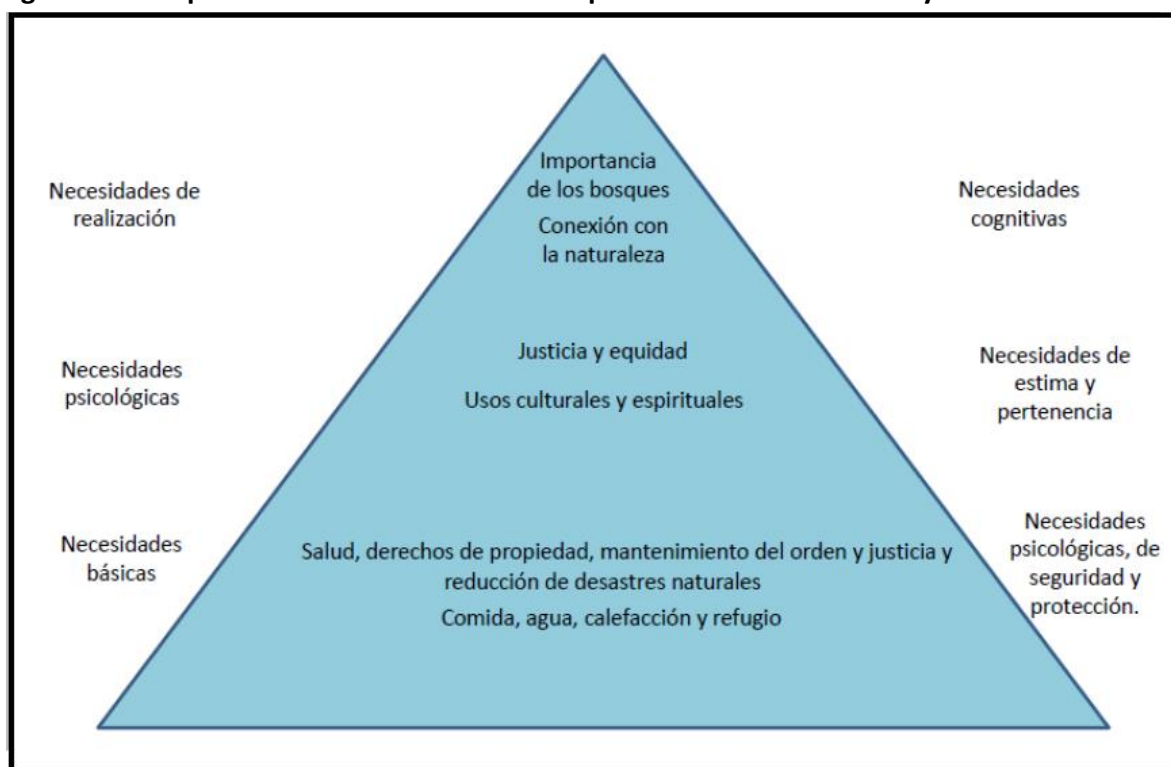 Importancia
de los bosques
Necesidades de
realización
Necesidades
cognitivas
Conexión con
la naturaleza
Justicia y equidad
Necesidades
psicológicas
Necesidades de
estima y
pertenencia
Usos culturales y espirituales
Necesidades
básicas
Salud, derechos de propiedad, mantenimiento del orden y justicia y
reducción de desastres naturales
Comida, agua, calefacción y refugio
Necesidades
psicológicas, de
seguridad y
protección.